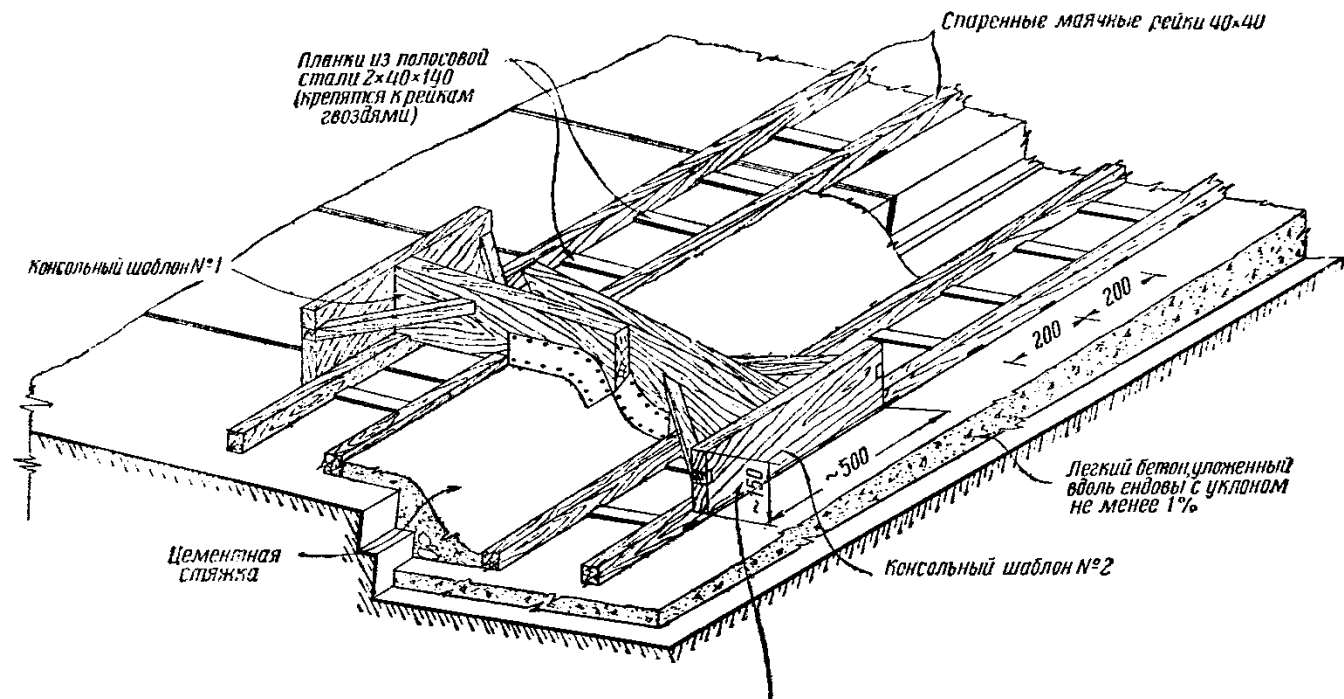 Спаренные маячные рейки 40×40
Планки из полосовой
стали 2×40×140
(крепятся к рейкам
гвоздями)
Консольный шаблон №1
200
200
~500
~150
Легкий бетон, уложенный
вдоль ендовы с уклоном
не менее 1%
Цементная
стяжка
Консольный шаблон №2